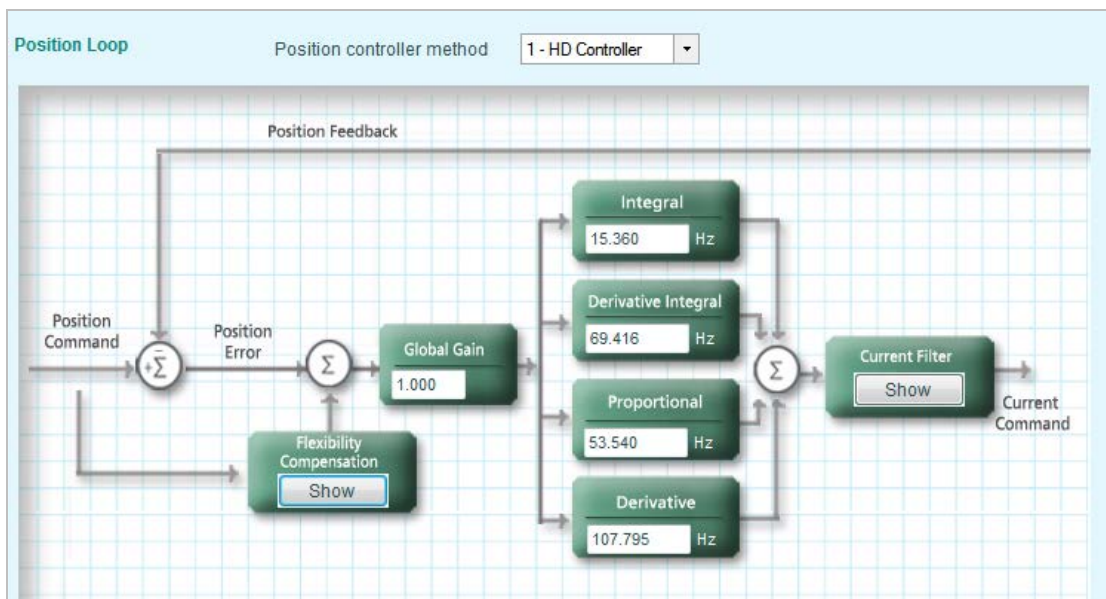 Position Loop
Position controller method
1 - HD Controller
Position Feedback
Integral
15.360 Hz
Derivative Integral
69.416 Hz
Position
Command
+Σ-
Position
Error
Σ
Global Gain
1.000
Proportional
53.540 Hz
Σ
Current Filter
Show
Current
Command
Flexibility
Compensation
Show
Derivative
107.795 Hz